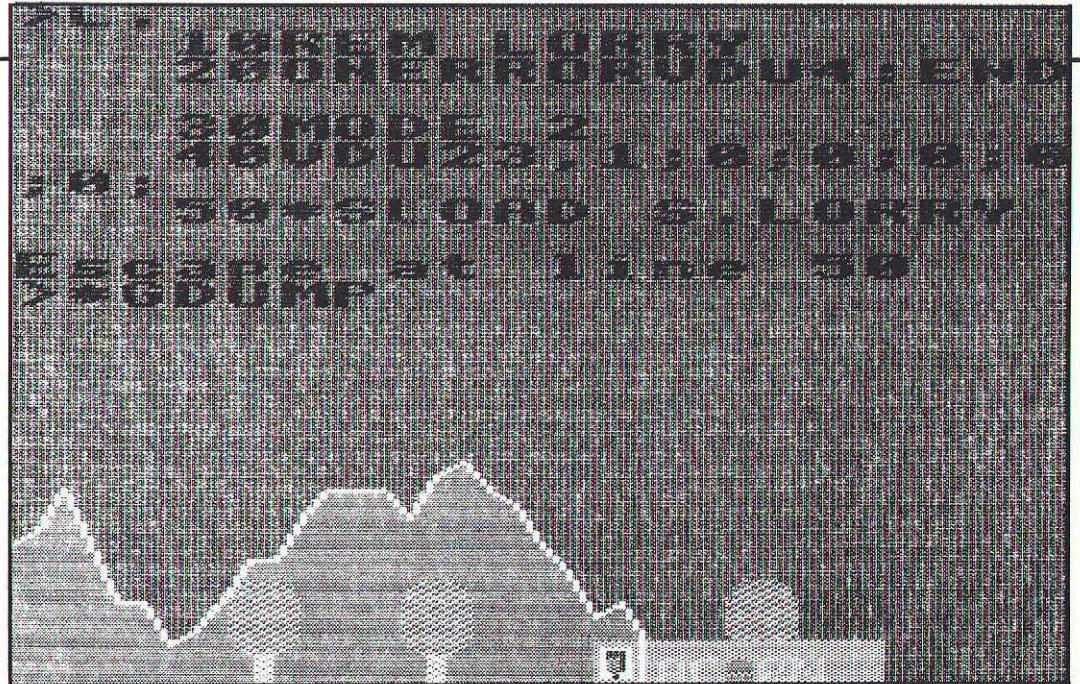 >L.
10REM LORRY
20ONERRORVDU4:END
30MODE 2
40VDU23,1;0;0;0;0
;0;
50*SLOAD S.LORRY
Escape at line 50
>*GDUMP